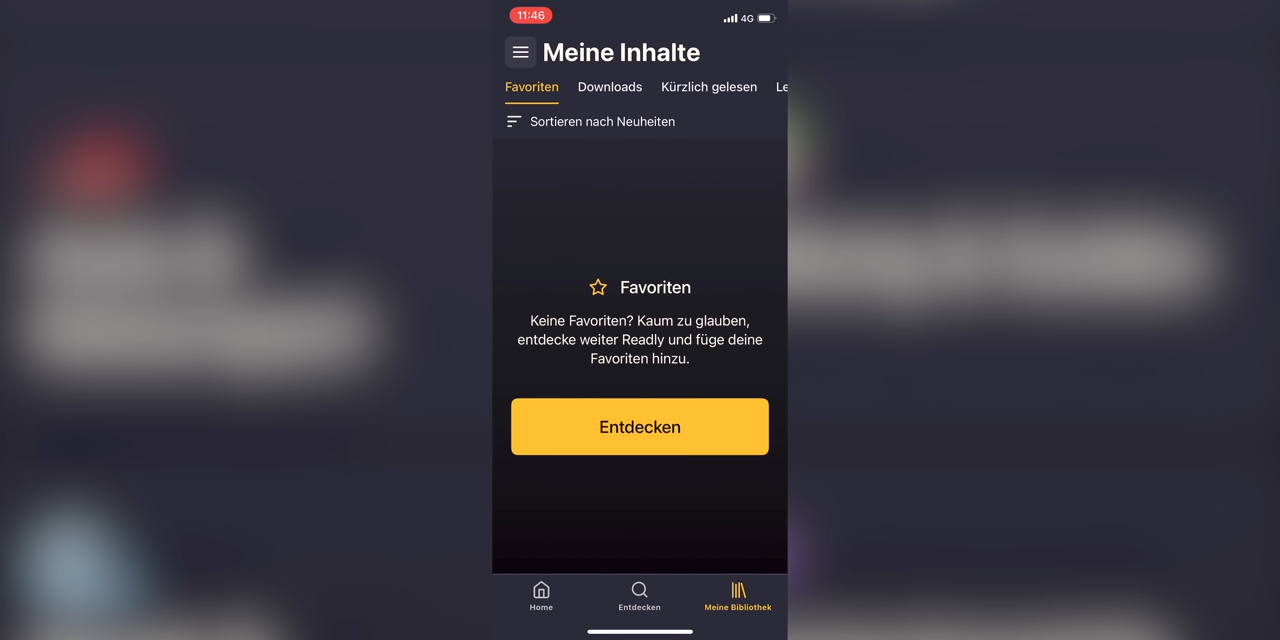 11:46
4G
Meine Inhalte
Favoriten Downloads Kürzlich gelesen Le
Sortieren nach Neuheiten
Favoriten
Keine Favoriten? Kaum zu glauben,
entdecke weiter Readly und füge deine
Favoriten hinzu.
Entdecken
Home Entdecken Meine Bibliothek